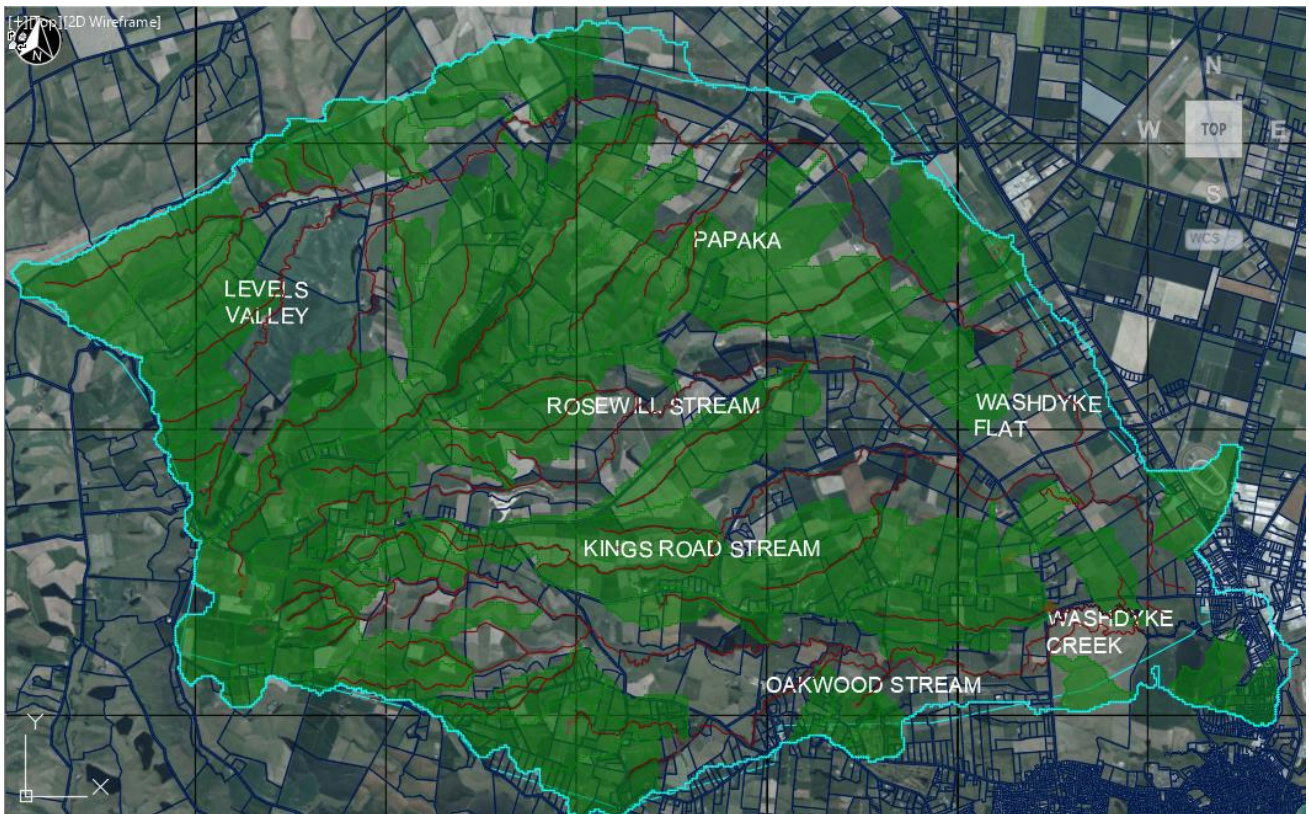 [+][Top][2D Wireframe]
N
N
W
TOP
E
S
WCS
PAPAKA
LEVELS
VALLEY
ROSEWILL STREAM
WASHDYKE
FLAT
KINGS ROAD STREAM
WASHDYKE
CREEK
OAKWOOD STREAM
Y
X